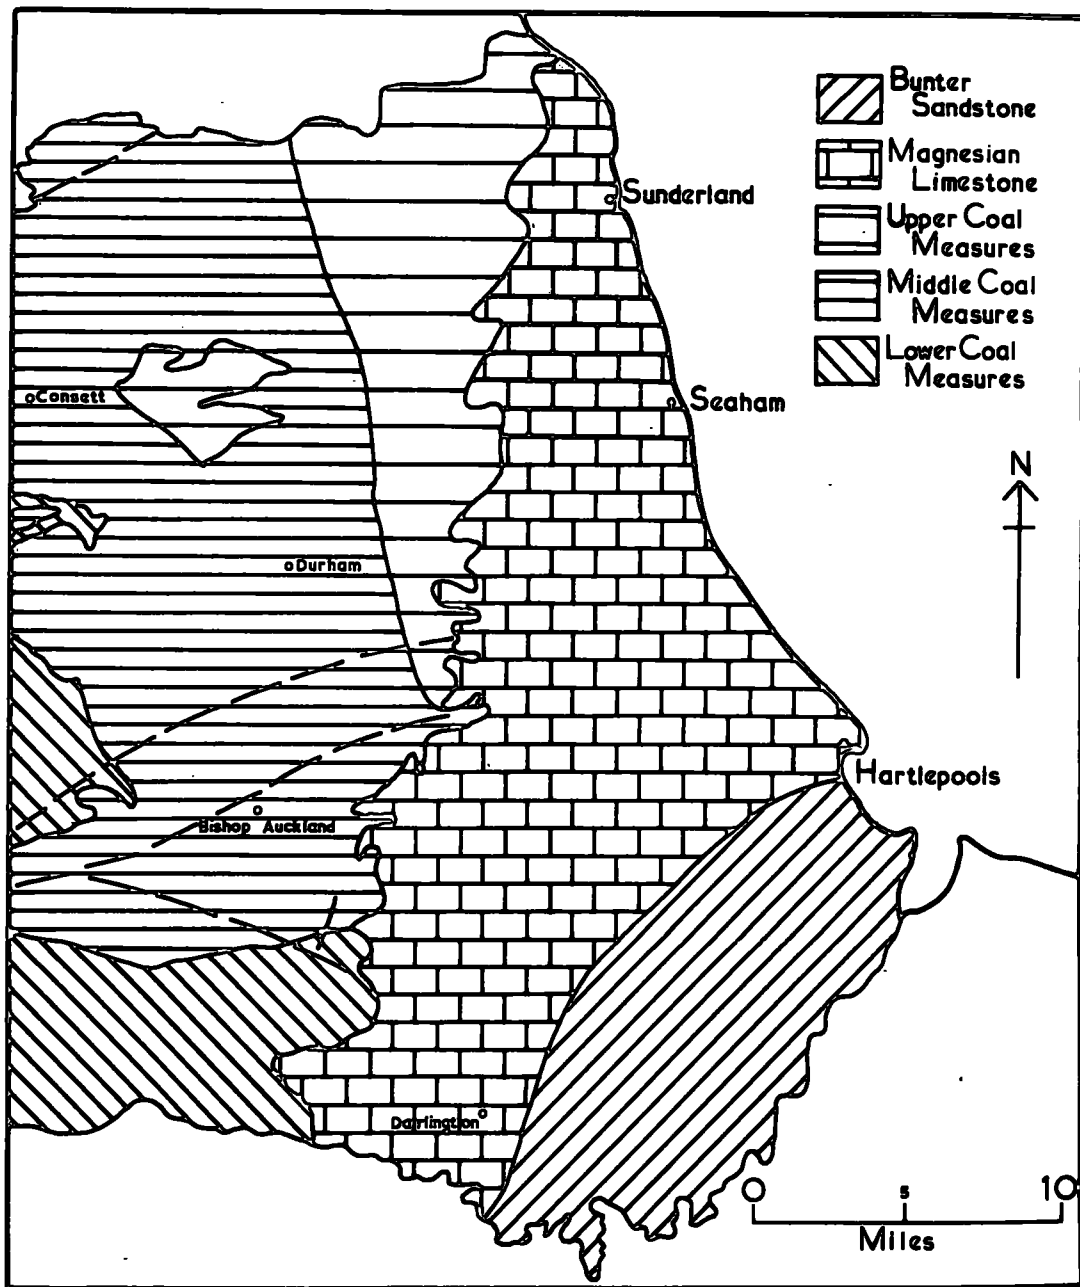 Bunter
Sandstone
Magnesian
Limestone
Upper Coal
Measures
Middle Coal
Measures
Lower Coal
Measures
Sunderland
Consett
Seaham
N
Durham
Hartlepools
Bishop Auckland
Darlington
0 5 10
Miles